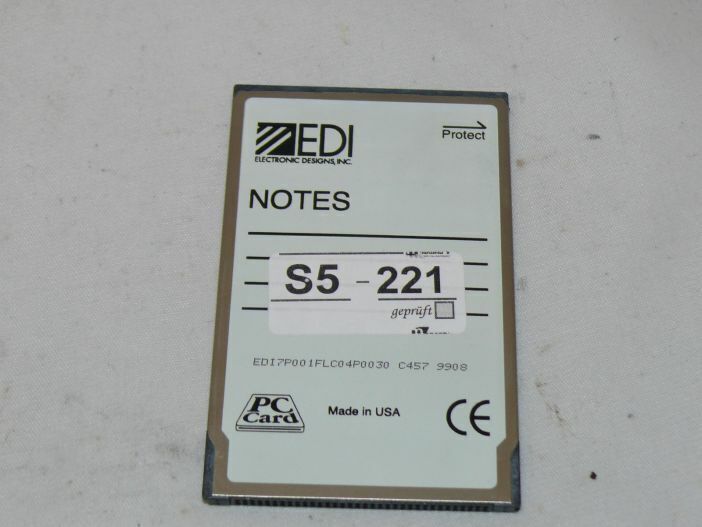 EDI
ELECTRONIC DESIGNS, INC.
Protect
NOTES
S5 - 221
geprüft
EDI7P001FLC04P0030 C457 9908
PC Card
Made in USA
CE